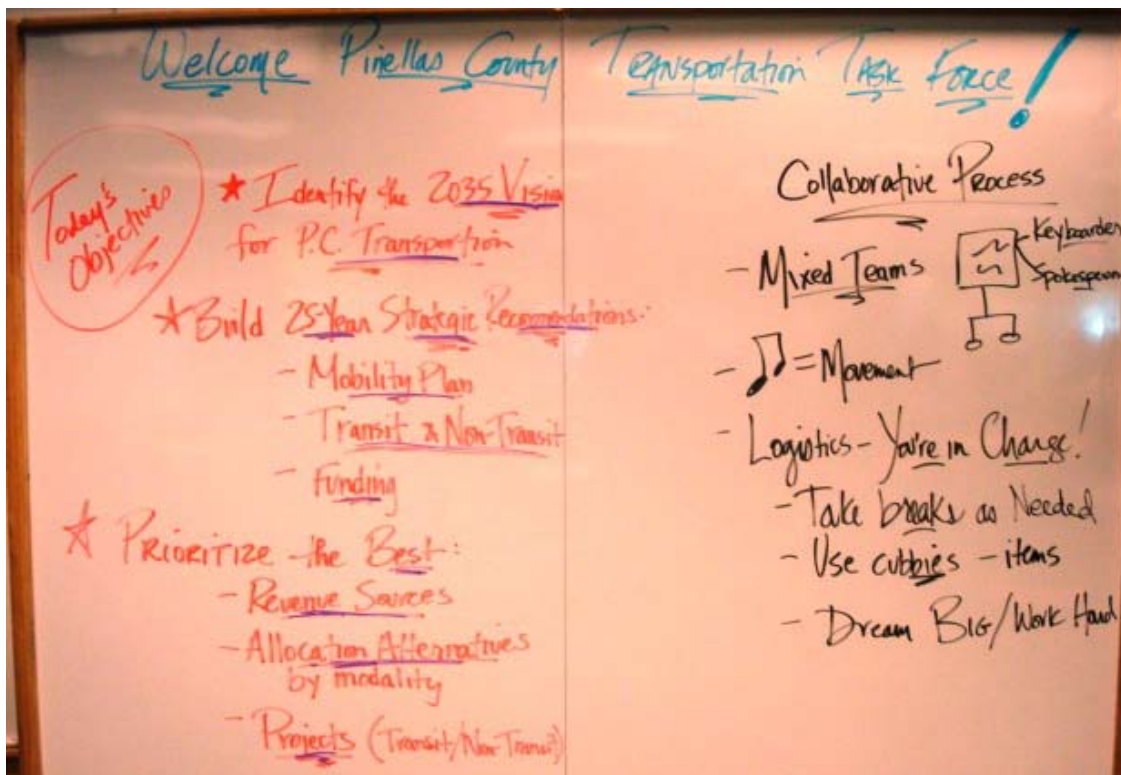 Welcome Pinellas County Transportation Task Force!
Today's
Objectives
★ Identify the 2035 Vision
for P.C. Transportion
★ Build 25-Year Strategic Recomendations:
- Mobility Plan
- Transit & Non-Transit
- Funding
★ Prioritize the Best:
- Revenue Sources
- Allocation Alternatives
by modality
- Projects (Transit/Non Transit)
Collaborative Process
- Mixed Teams
Keyboarder
Spokesperson
- ♫ = Movement
- Logistics - You're in Charge!
- Take breaks as Needed
- Use cubbies - items
- Dream BIG/Work Hard